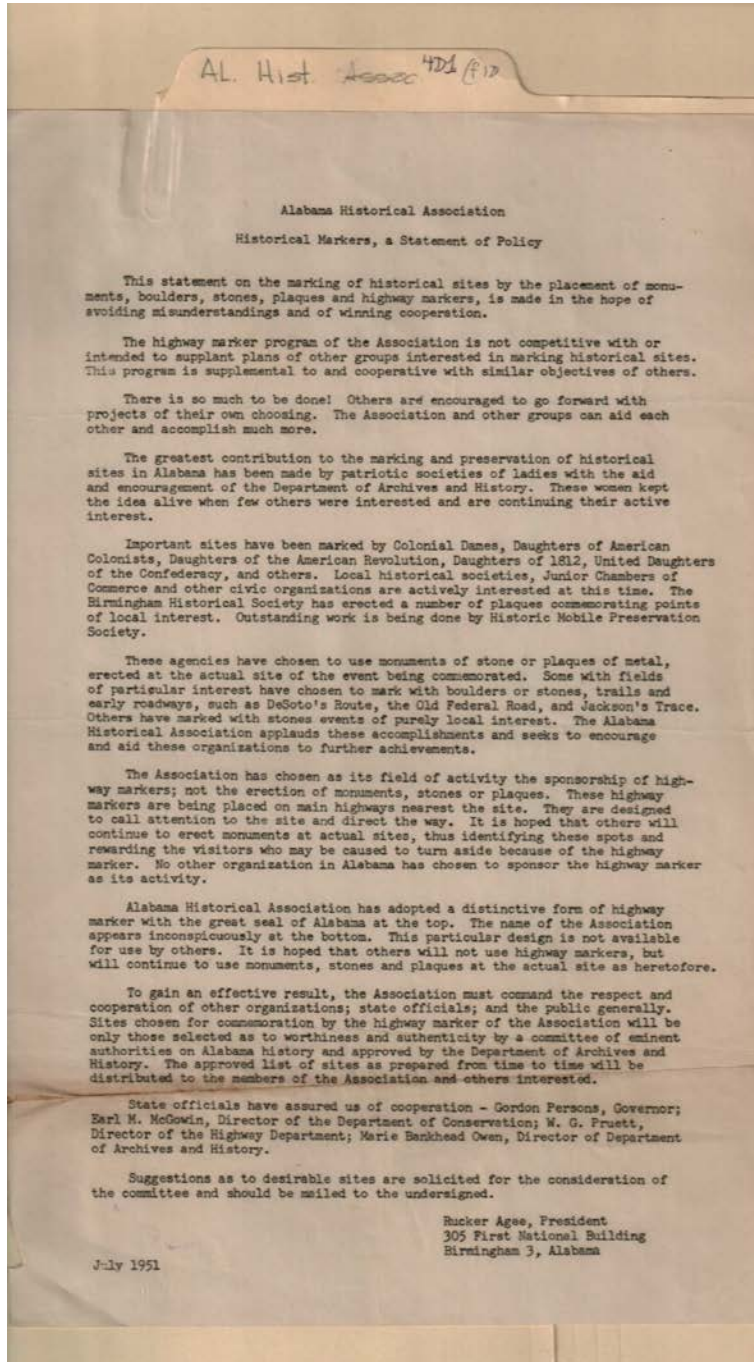 AL. Hist. Assoc 4D1 (f12)
Alabama Historical Association
Historical Markers, a Statement of Policy
This statement on the marking of historical sites by the placement of monu-
ments, boulders, stones, plaques and highway markers, is made in the hope of
avoiding misunderstandings and of winning cooperation.
The highway marker program of the Association is not competitive with or
intended to supplant plans of other groups interested in marking historical sites.
This program is supplemental to and cooperative with similar objectives of others.
There is so much to be done! Others are encouraged to go forward with
projects of their own choosing. The Association and other groups can aid each
other and accomplish much more.
The greatest contribution to the marking and preservation of historical
sites in Alabama has been made by patriotic societies of ladies with the aid
and encouragement of the Department of Archives and History. These women kept
the idea alive when few others were interested and are continuing their active
interest.
Important sites have been marked by Colonial Dames, Daughters of American
Colonists, Daughters of the American Revolution, Daughters of 1812, United Daughters
of the Confederacy, and others. Local historical societies, Junior Chambers of
Commerce and other civic organizations are actively interested at this time. The
Birmingham Historical Society has erected a number of plaques commemorating points
of local interest. Outstanding work is being done by Historic Mobile Preservation
Society.
These agencies have chosen to use monuments of stone or plaques of metal,
erected at the actual site of the event being commemorated. Some with fields
of particular interest have chosen to mark with boulders or stones, trails and
early roadways, such as DeSoto's Route, the Old Federal Road, and Jackson's Trace.
Others have marked with stones events of purely local interest. The Alabama
Historical Association applauds these accomplishments and seeks to encourage
and aid these organizations to further achievements.
The Association has chosen as its field of activity the sponsorship of high-
way markers; not the erection of monuments, stones or plaques. These highway
markers are being placed on main highways nearest the site. They are designed
to call attention to the site and direct the way. It is hoped that others will
continue to erect monuments at actual sites, thus identifying these spots and
rewarding the visitors who may be caused to turn aside because of the highway
marker. No other organization in Alabama has chosen to sponsor the highway marker
as its activity.
Alabama Historical Association has adopted a distinctive form of highway
marker with the great seal of Alabama at the top. The name of the Association
appears inconspicuously at the bottom. This particular design is not available
for use by others. It is hoped that others will not use highway markers, but
will continue to use monuments, stones and plaques at the actual site as heretofore.
To gain an effective result, the Association must command the respect and
cooperation of other organizations; state officials; and the public generally.
Sites chosen for commemoration by the highway marker of the Association will be
only those selected as to worthiness and authenticity by a committee of eminent
authorities on Alabama history and approved by the Department of Archives and
History. The approved list of sites as prepared from time to time will be
distributed to the members of the Association and others interested.
State officials have assured us of cooperation - Gordon Persons, Governor;
Earl M. McGowin, Director of the Department of Conservation; W. G. Pruett,
Director of the Highway Department; Marie Bankhead Owen, Director of Department
of Archives and History.
Suggestions as to desirable sites are solicited for the consideration of
the committee and should be mailed to the undersigned.
Rucker Agee, President
305 First National Building
Birmingham 3, Alabama
July 1951